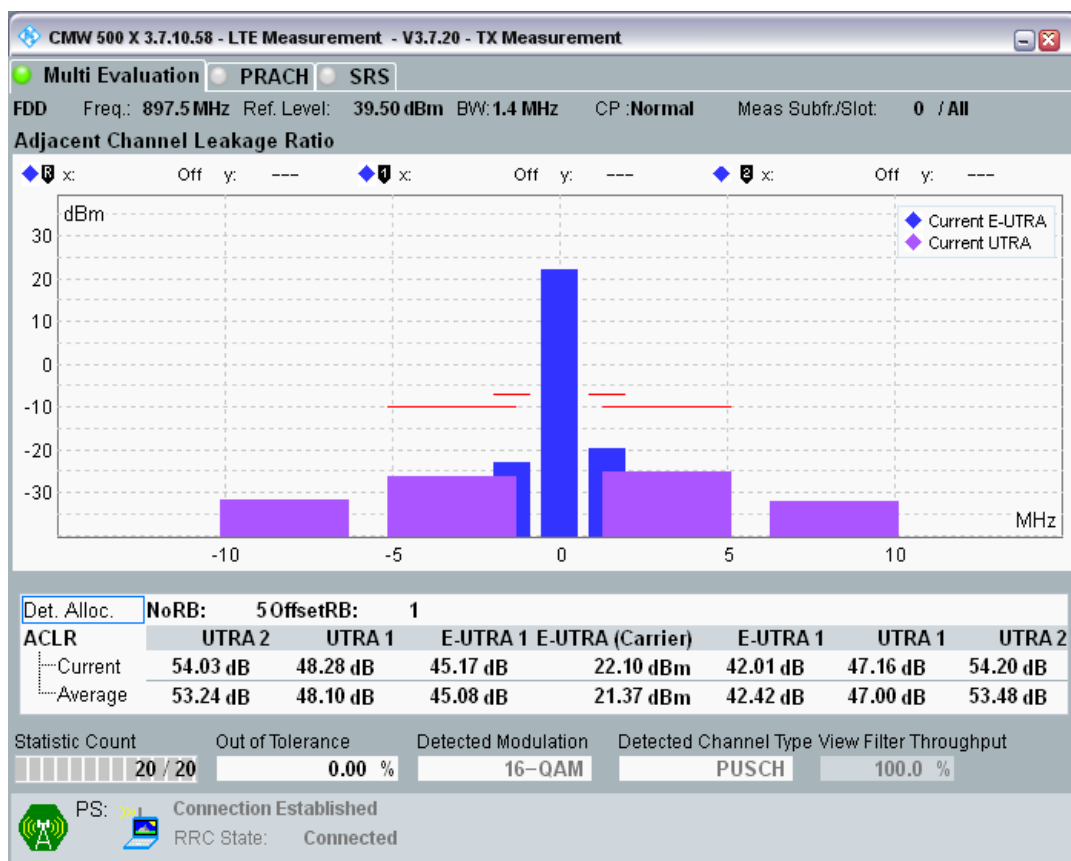 CMW 500 X 3.7.10.58 - LTE Measurement - V3.7.20 - TX Measurement
Multi Evaluation PRACH SRS
FDD Freq.: 897.5 MHz Ref. Level: 39.50 dBm BW: 1.4 MHz CP :Normal Meas Subfr./Slot: 0 / All
Adjacent Channel Leakage Ratio
R x: Off y: --- 1 x: Off y: --- 2 x: Off y: ---
dBm
Current E-UTRA
Current UTRA
30
20
10
0
-10
-20
-30
MHz
-10 -5 0 5 10
Det. Alloc. NoRB: 5 OffsetRB: 1
ACLR UTRA 2 UTRA 1 E-UTRA 1 E-UTRA (Carrier) E-UTRA 1 UTRA 1 UTRA 2
Current 54.03 dB 48.28 dB 45.17 dB 22.10 dBm 42.01 dB 47.16 dB 54.20 dB
Average 53.24 dB 48.10 dB 45.08 dB 21.37 dBm 42.42 dB 47.00 dB 53.48 dB
Statistic Count Out of Tolerance Detected Modulation Detected Channel Type View Filter Throughput
20 / 20 0.00 % 16-QAM PUSCH 100.0 %
PS: Connection Established
RRC State: Connected